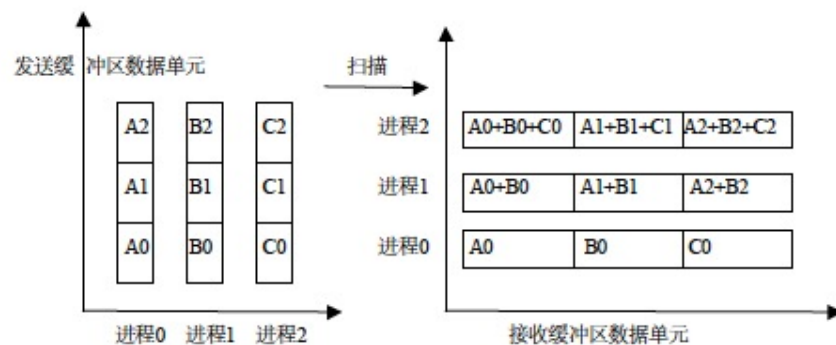 发送缓冲区数据单元
扫描
A2 B2 C2
A1 B1 C1
A0 B0 C0
进程0 进程1 进程2
进程2 A0+B0+C0 A1+B1+C1 A2+B2+C2
进程1 A0+B0 A1+B1 A2+B2
进程0 A0 B0 C0
接收缓冲区数据单元